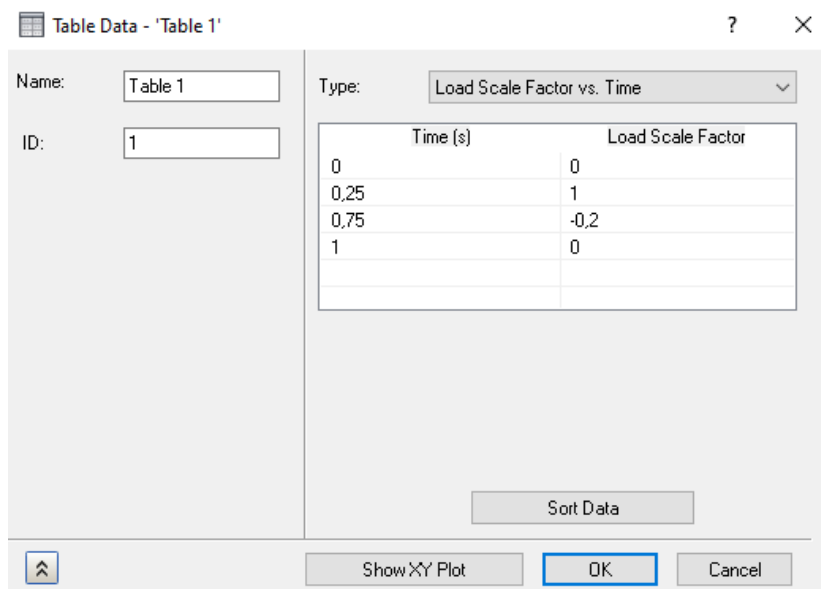 Table Data - 'Table 1'
?
Name:
Table 1
Type:
Load Scale Factor vs. Time
ID:
1
Time (s) Load Scale Factor
0 0
0,25 1
0,75 -0,2
1 0
Sort Data
Show XY Plot
OK
Cancel